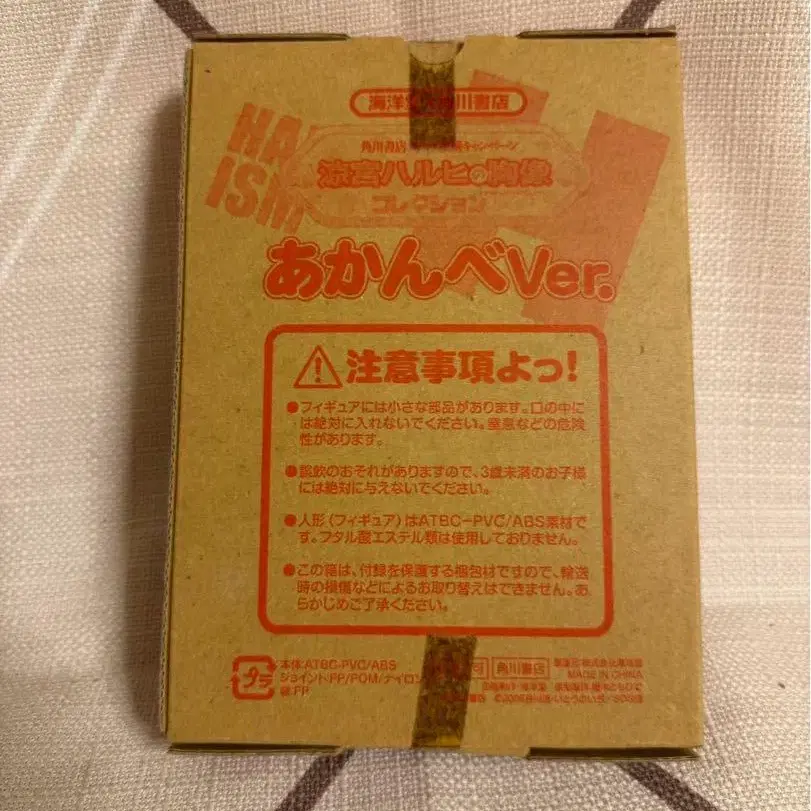 海洋堂×角川書店
HA
ISM
角川書店 キャンペーン
涼宮ハルヒの胸像
コレクション
あかんべVer.
注意事項よっ!
●フィギュアには小さな部品があります。口の中に
は絶対に入れないでください。窒息などの危険
性があります。
●誤飲のおそれがありますので、3歳未満のお子様
には絶対に与えないでください。
●人形(フィギュア)はATBC-PVC/ABS素材で
す。フタル酸エステル類は使用しておりません。
●この箱は、付録を保護する梱包材ですので、輸送
時の損傷などによるお取り替えはできません。あ
らかじめご了承ください。
プラ
本体:ATBC-PVC/ABS
ジョイント:PP/POM/ナイロン
袋:PP
可
角川書店
MADE IN CHINA